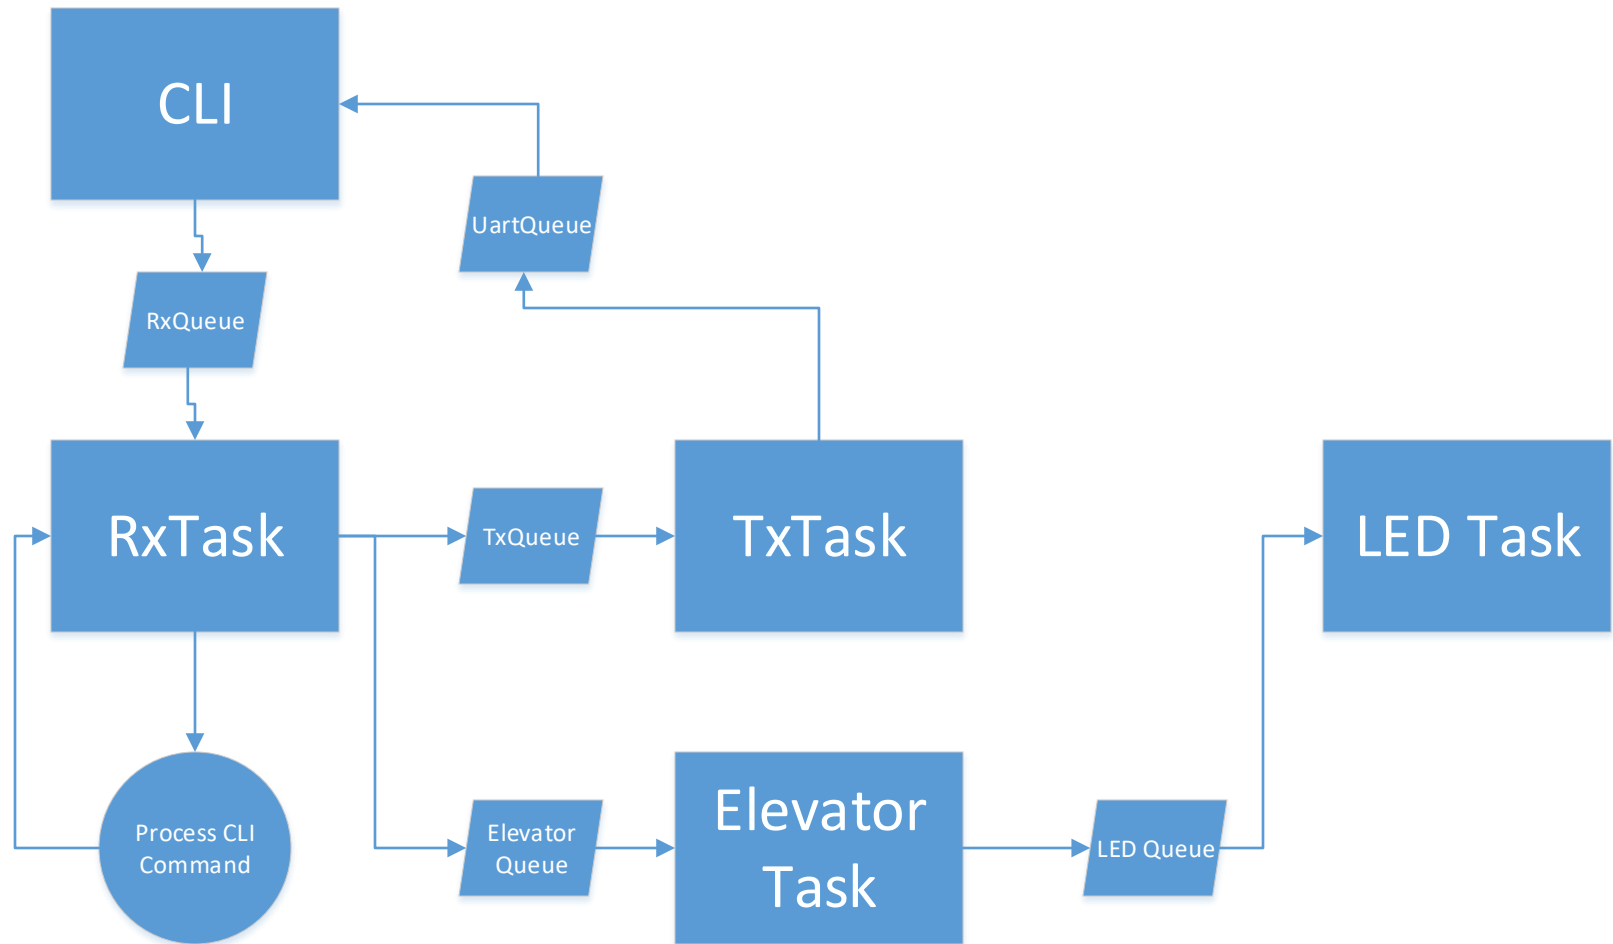 CLI
UartQueue
RxQueue
RxTask
TxQueue
TxTask
LED Task
Process CLI
Command
Elevator
Queue
Elevator
Task
LED Queue